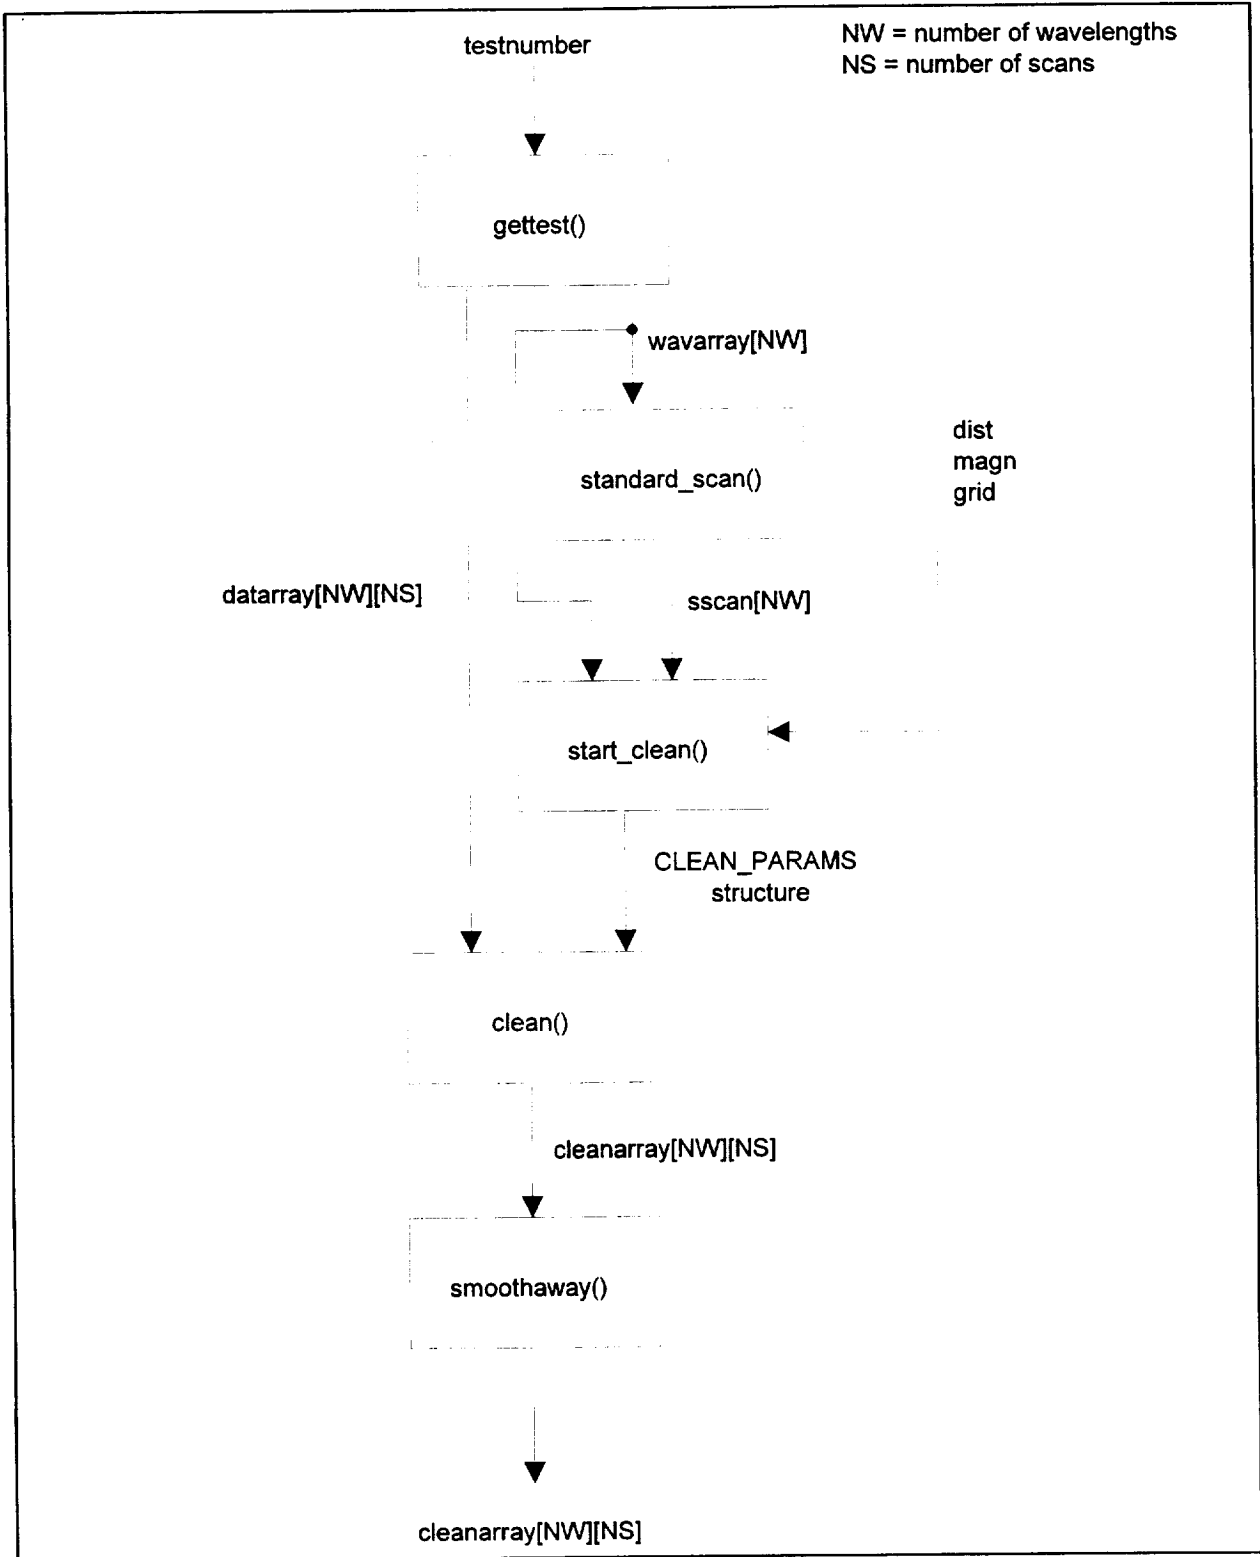 testnumber
NW = number of wavelengths
NS = number of scans
gettest()
wavarray[NW]
dist
magn
grid
standard_scan()
datarray[NW][NS]
sscan[NW]
start_clean()
CLEAN_PARAMS
structure
clean()
cleanarray[NW][NS]
smoothaway()
cleanarray[NW][NS]